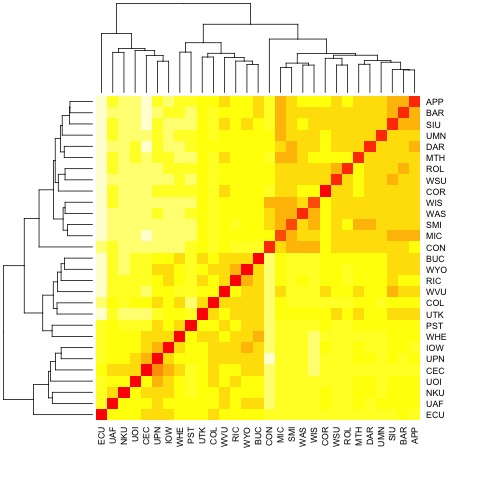 APP
BAR
SIU
UMN
DAR
MTH
ROL
WSU
COR
WIS
WAS
SMI
MIC
CON
BUC
WYO
RIC
WVU
COL
UTK
PST
WHE
IOW
UPN
CEC
UOI
NKU
UAF
ECU
ECU UAF NKU UOI CEC UPN IOW WHE PST UTK COL WVU RIC WYO BUC CON MIC SMI WAS WIS COR WSU ROL MTH DAR UMN SIU BAR APP